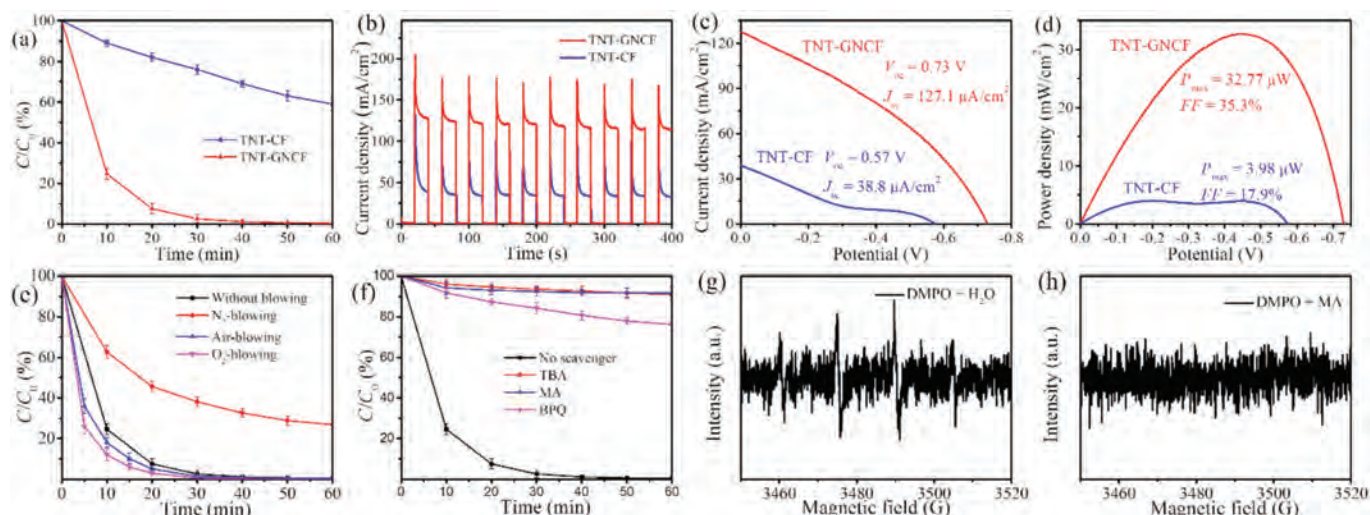 (a)
C/C0 (%)
100
80
60
40
20
0
TNT-CF
TNT-GNCF
0 10 20 30 40 50 60
Time (min)
(b)
Current density (mA/cm2)
250
200
150
100
50
0
TNT-GNCF
TNT-CF
0 100 200 300 400
Time (s)
(c)
Current density (mA/cm2)
120
90
60
30
0
TNT-GNCF
Voc = 0.73 V
Jsc = 127.1 μA/cm2
TNT-CF Voc = 0.57 V
Jsc = 38.8 μA/cm2
0.0 -0.2 -0.4 -0.6 -0.8
Potential (V)
(d)
Power density (mW/cm2)
30
20
10
0
TNT-GNCF
Pmax = 32.77 μW
FF = 35.3%
TNT-CF
Pmax = 3.98 μW
FF = 17.9%
0.0 -0.1 -0.2 -0.3 -0.4 -0.5 -0.6 -0.7
Potential (V)
(e)
C/C0 (%)
100
80
60
40
20
Without blowing
N2-blowing
Air-blowing
O2-blowing
0 10 20 30 40 50 60
Time (min)
(f)
C/C0 (%)
100
80
60
40
20
0
No scavenger
TBA
MA
BPQ
0 10 20 30 40 50 60
Time (min)
(g)
Intensity (a.u.)
DMPO + H2O
3460 3480 3500 3520
Magnetic field (G)
(h)
Intensity (a.u.)
DMPO + MA
3460 3480 3500 3520
Magnetic field (G)